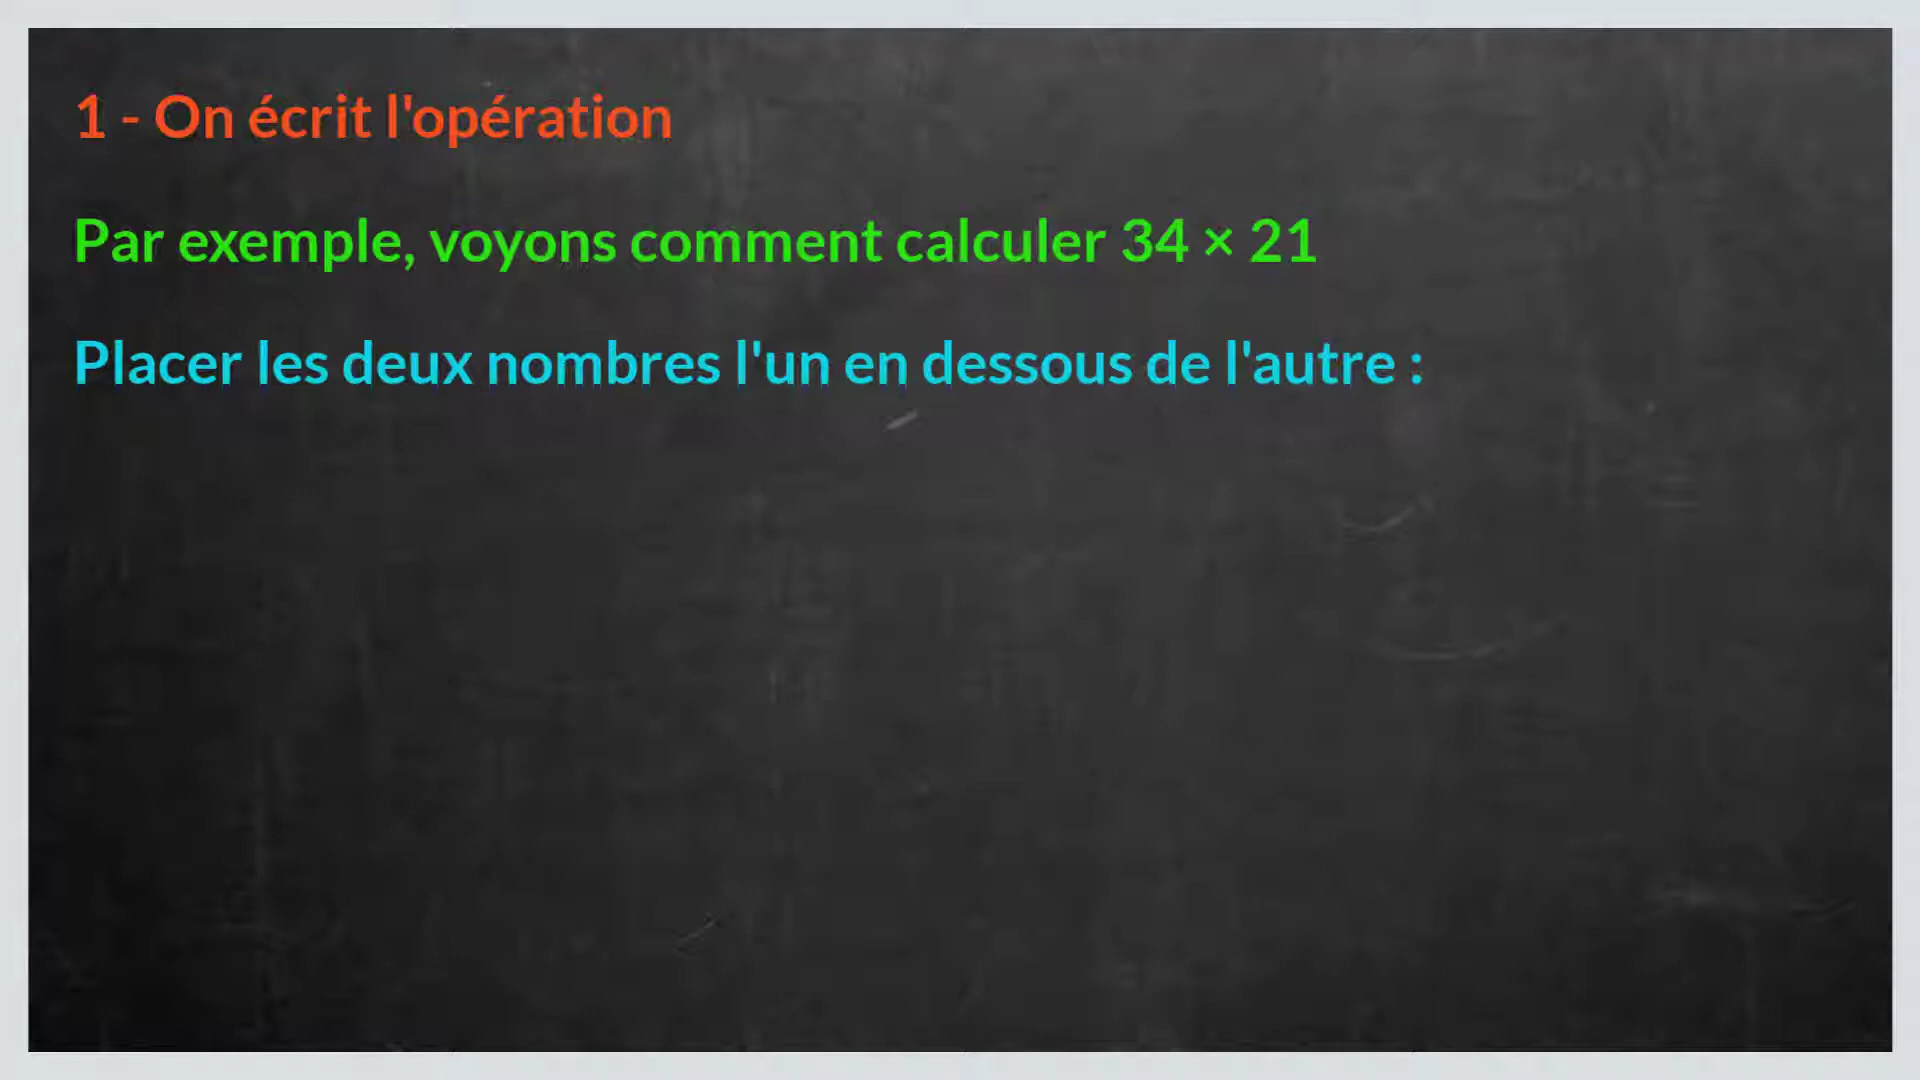 1 - On écrit l'opération
Par exemple, voyons comment calculer 34 × 21
Placer les deux nombres l'un en dessous de l'autre :